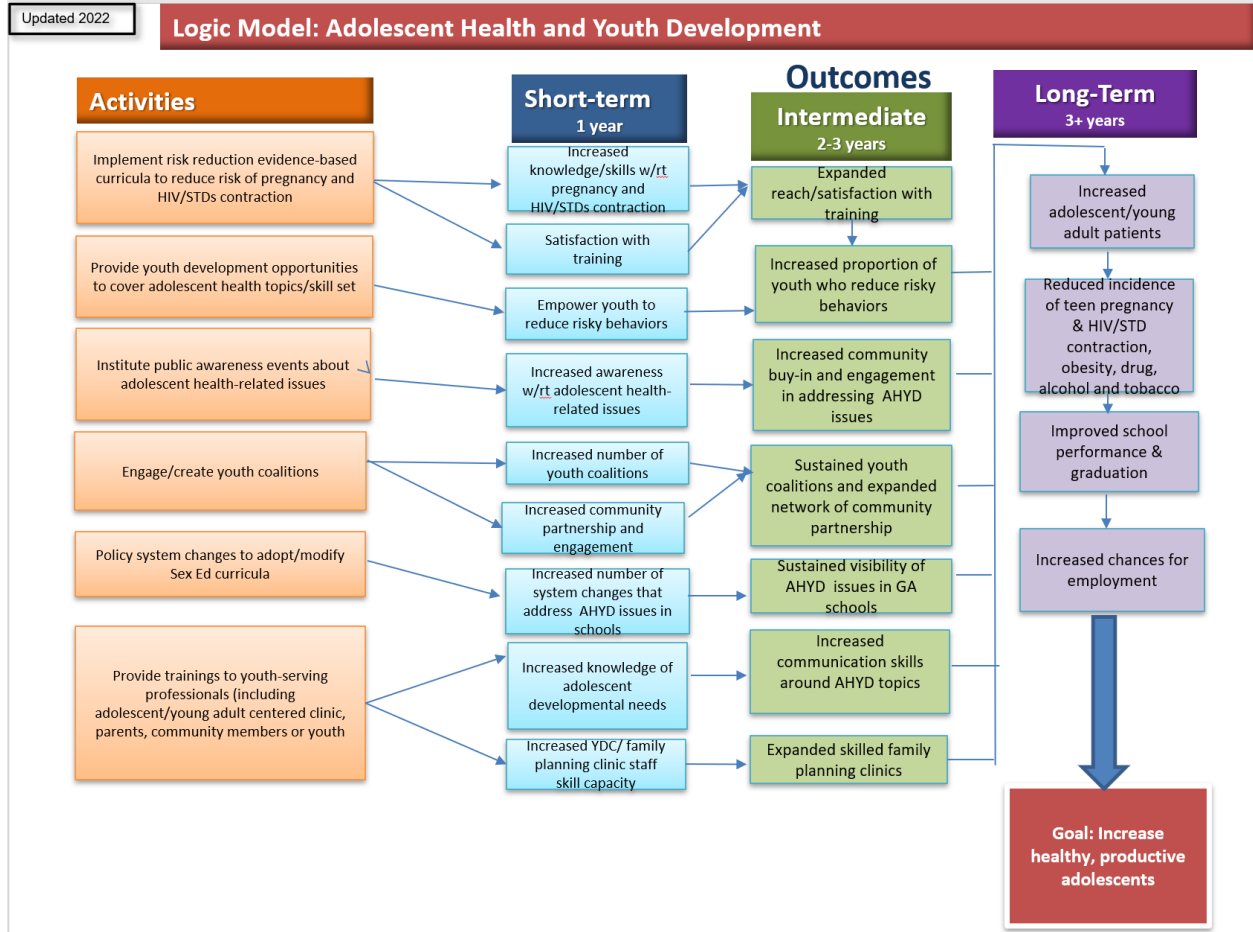 Updated 2022
Logic Model: Adolescent Health and Youth Development
Outcomes
Activities
Short-term
1 year
Intermediate
2-3 years
Long-Term
3+ years
Implement risk reduction evidence-based
curricula to reduce risk of pregnancy and
HIV/STDs contraction
Provide youth development opportunities
to cover adolescent health topics/skill set
Institute public awareness events about
adolescent health-related issues
Engage/create youth coalitions
Policy system changes to adopt/modify
Sex Ed curricula
Provide trainings to youth-serving
professionals (including
adolescent/young adult centered clinic,
parents, community members or youth
Increased
knowledge/skills w/rt
pregnancy and
HIV/STDs contraction
Satisfaction with
training
Empower youth to
reduce risky behaviors
Increased awareness
w/rt adolescent health-
related issues
Increased number of
youth coalitions
Increased community
partnership and
engagement
Increased number of
system changes that
address AHYD issues in
schools
Increased knowledge of
adolescent
developmental needs
Increased YDC/ family
planning clinic staff
skill capacity
Expanded
reach/satisfaction with
training
Increased proportion of
youth who reduce risky
behaviors
Increased community
buy-in and engagement
in addressing AHYD
issues
Sustained youth
coalitions and expanded
network of community
partnership
Sustained visibility of
AHYD issues in GA
schools
Increased
communication skills
around AHYD topics
Expanded skilled family
planning clinics
Increased
adolescent/young
adult patients
Reduced incidence
of teen pregnancy
& HIV/STD
contraction,
obesity, drug,
alcohol and tobacco
Improved school
performance &
graduation
Increased chances for
employment
Goal: Increase
healthy, productive
adolescents